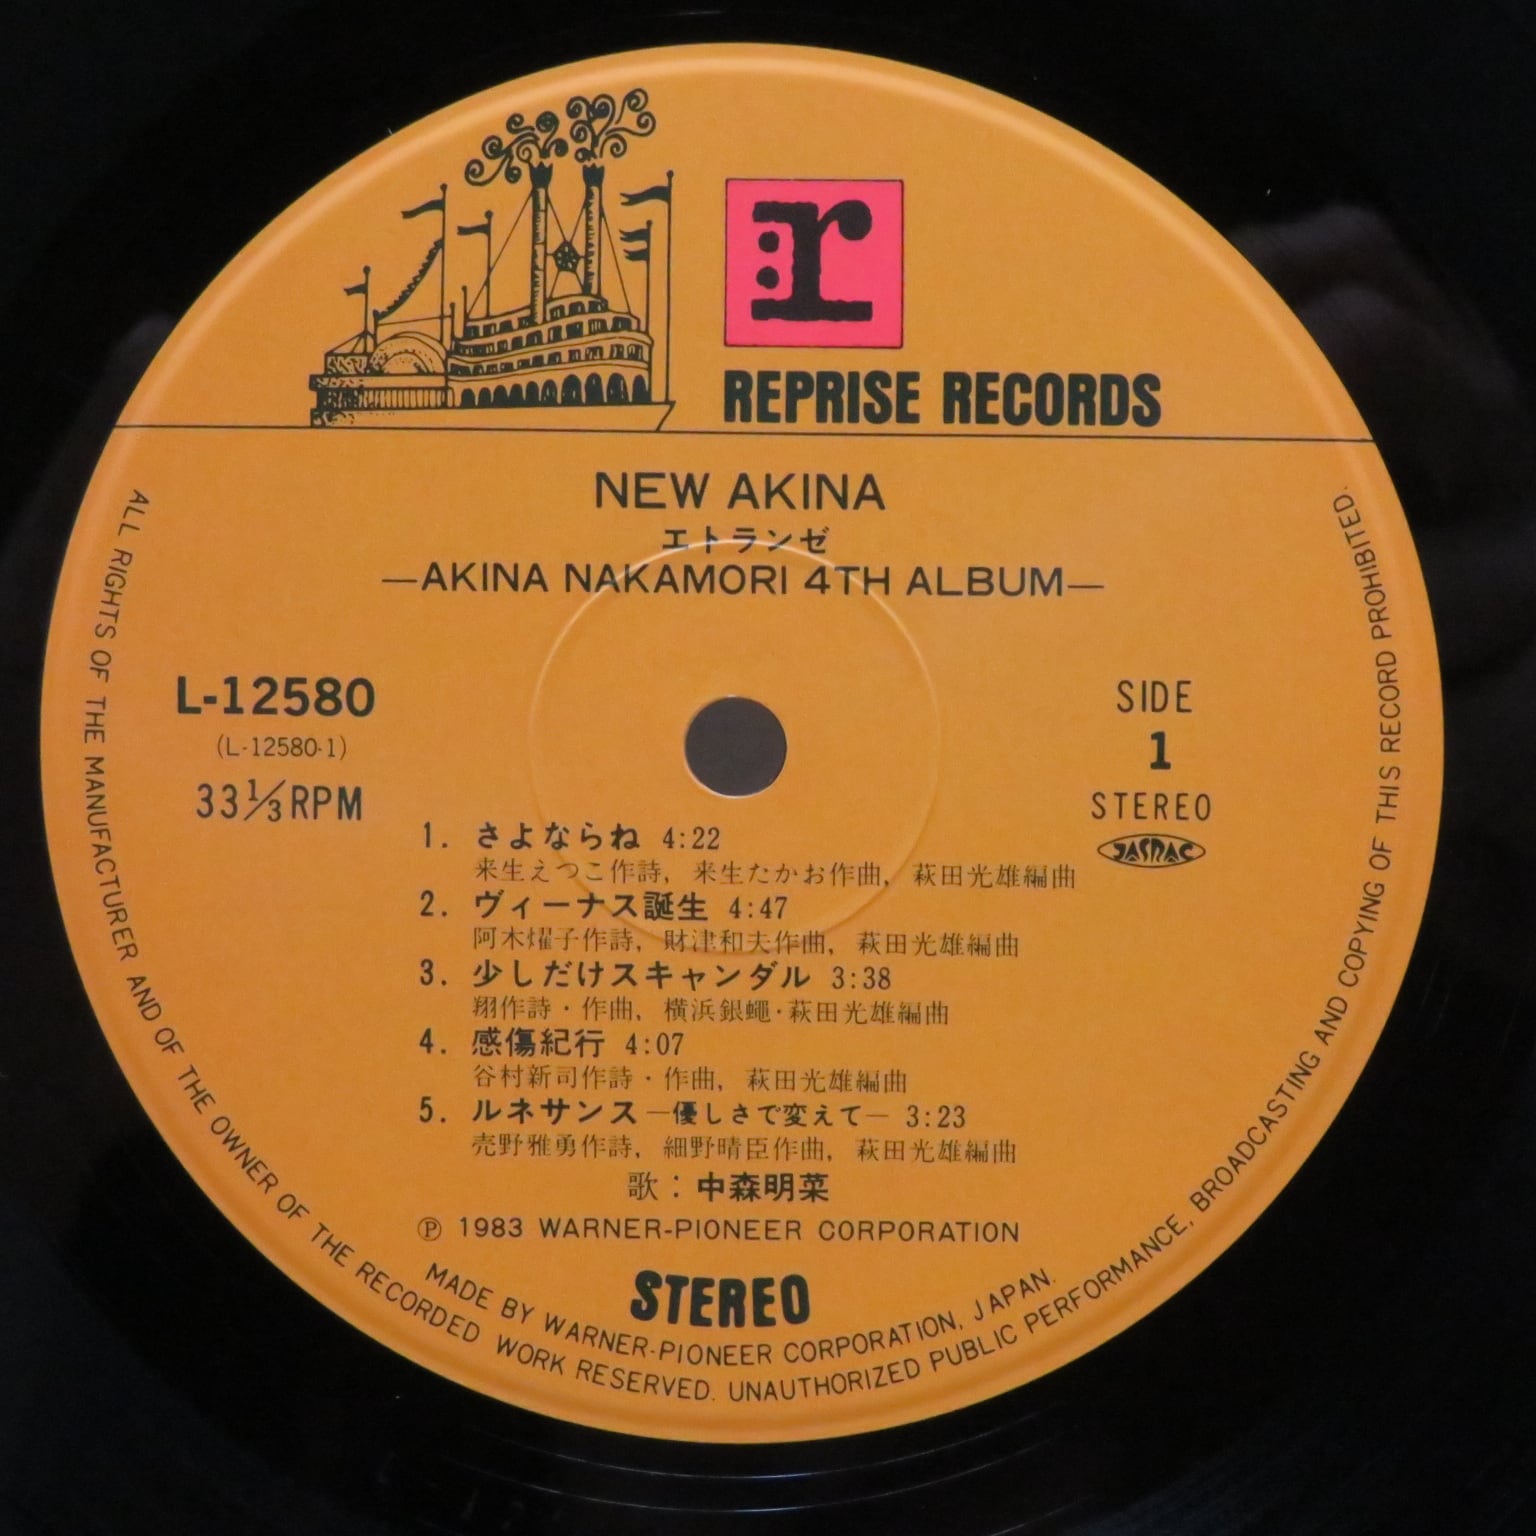 r:
REPRISE RECORDS
NEW AKINA
エトランゼ
—AKINA NAKAMORI 4TH ALBUM—
L-12580
(L-12580-1)
33 1/3 RPM
SIDE
1
STEREO
JASRAC
1. さよならね 4:22
来生えつこ作詩, 来生たかお作曲, 萩田光雄編曲
2. ヴィーナス誕生 4:47
阿木燿子作詩, 財津和夫作曲, 萩田光雄編曲
3. 少しだけスキャンダル 3:38
翔作詩・作曲, 横浜銀蠅・萩田光雄編曲
4. 感傷紀行 4:07
谷村新司作詩・作曲, 萩田光雄編曲
5. ルネサンス —優しさで変えて— 3:23
売野雅勇作詩, 細野晴臣作曲, 萩田光雄編曲
歌：中森明菜
Ⓟ 1983 WARNER-PIONEER CORPORATION
STEREO
MADE BY WARNER-PIONEER CORPORATION, JAPAN.
ALL RIGHTS OF THE MANUFACTURER AND OF THE OWNER OF THE RECORDED WORK RESERVED. UNAUTHORIZED PUBLIC PERFORMANCE, BROADCASTING AND COPYING OF THIS RECORD PROHIBITED.